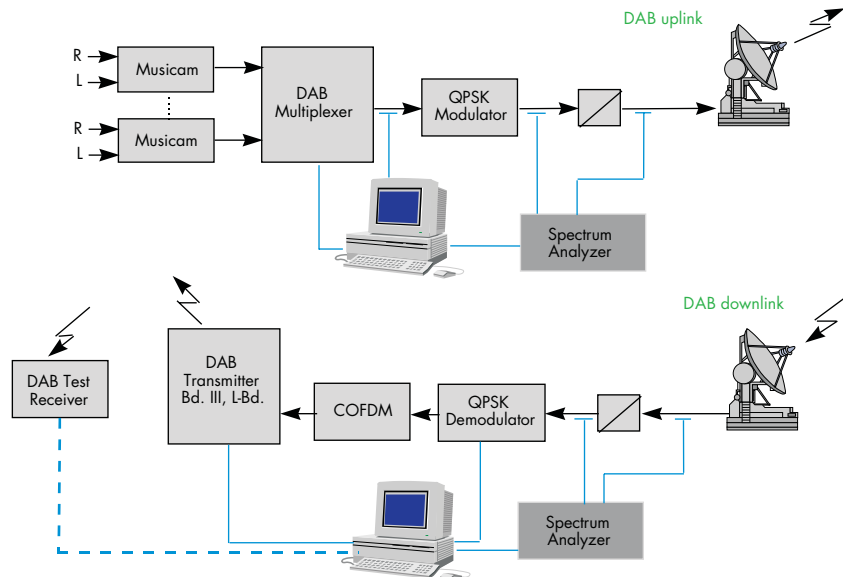 DAB uplink
R
L
Musicam
R
L
Musicam
DAB
Multiplexer
QPSK
Modulator
Spectrum
Analyzer
DAB downlink
DAB Test
Receiver
DAB
Transmitter
Bd. III, L-Bd.
COFDM
QPSK
Demodulator
Spectrum
Analyzer